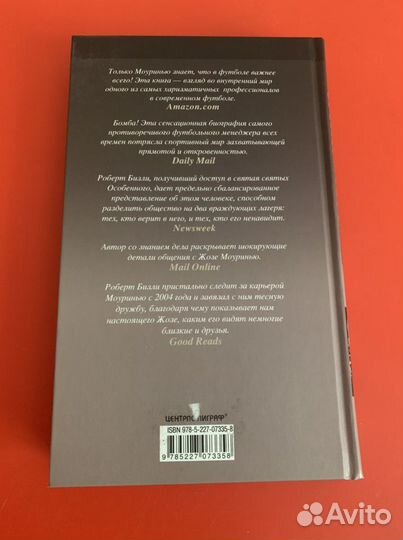 Только Моуринью знает, что в футболе важнее
всего! Эта книга — взгляд во внутренний мир
одного из самых харизматичных профессионалов
в современном футболе.
Amazon.com
Бомба! Эта сенсационная биография самого
противоречивого футбольного менеджера всех
времен потрясла спортивный мир захватывающей
прямотой и откровенностью.
Daily Mail
Роберт Бизли, получивший доступ в святая святых
Особенного, дает предельно сбалансированное
представление об этом человеке, способном
разделить общество на два враждующих лагеря:
тех, кто верит в него, и тех, кто его ненавидит.
Newsweek
Автор со знанием дела раскрывает шокирующие
детали общения с Жозе Моуринью.
Mail Online
Роберт Бизли пристально следит за карьерой
Моуринью с 2004 года и завязал с ним тесную
дружбу, благодаря чему показывает нам
настоящего Жозе, каким его видят немногие
близкие и друзья.
Good Reads
ЦЕНТРПОЛИГРАФ®
ISBN 978-5-227-07335-8
9 785227 073358
Avito